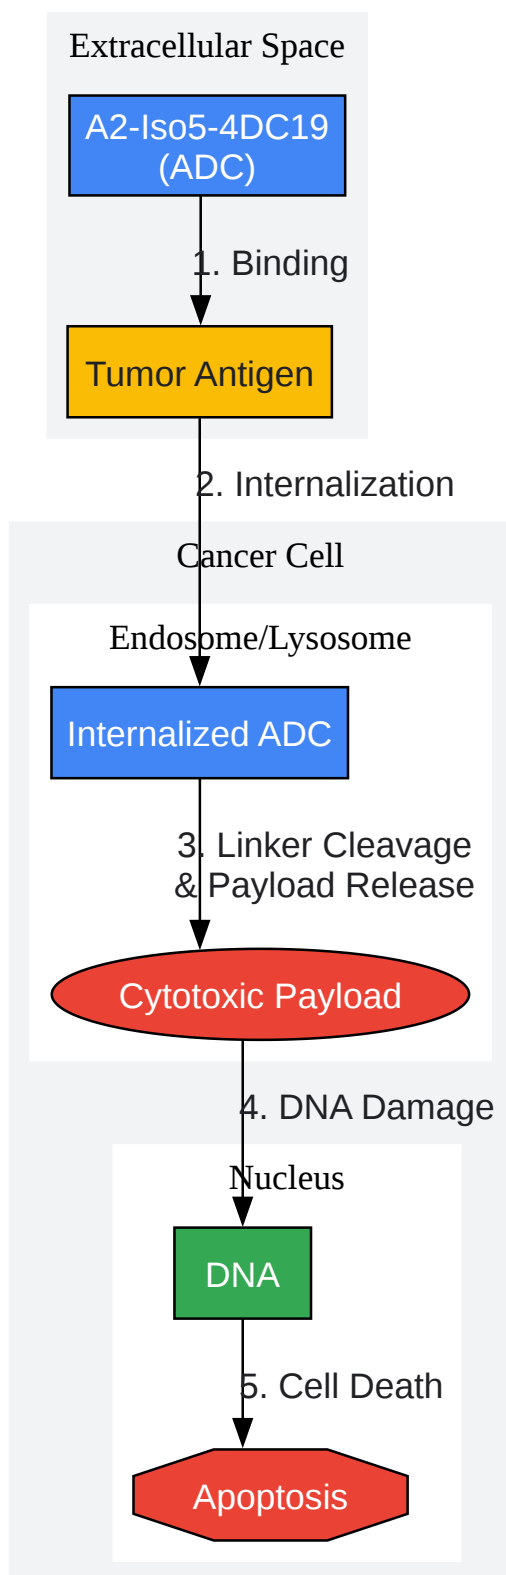 Extracellular Space
A2-Iso5-4DC19
(ADC)
1. Binding
Tumor Antigen
2. Internalization
Cancer Cell
Endosome/Lysosome
Internalized ADC
3. Linker Cleavage
& Payload Release
Cytotoxic Payload
4. DNA Damage
Nucleus
DNA
5. Cell Death
Apoptosis